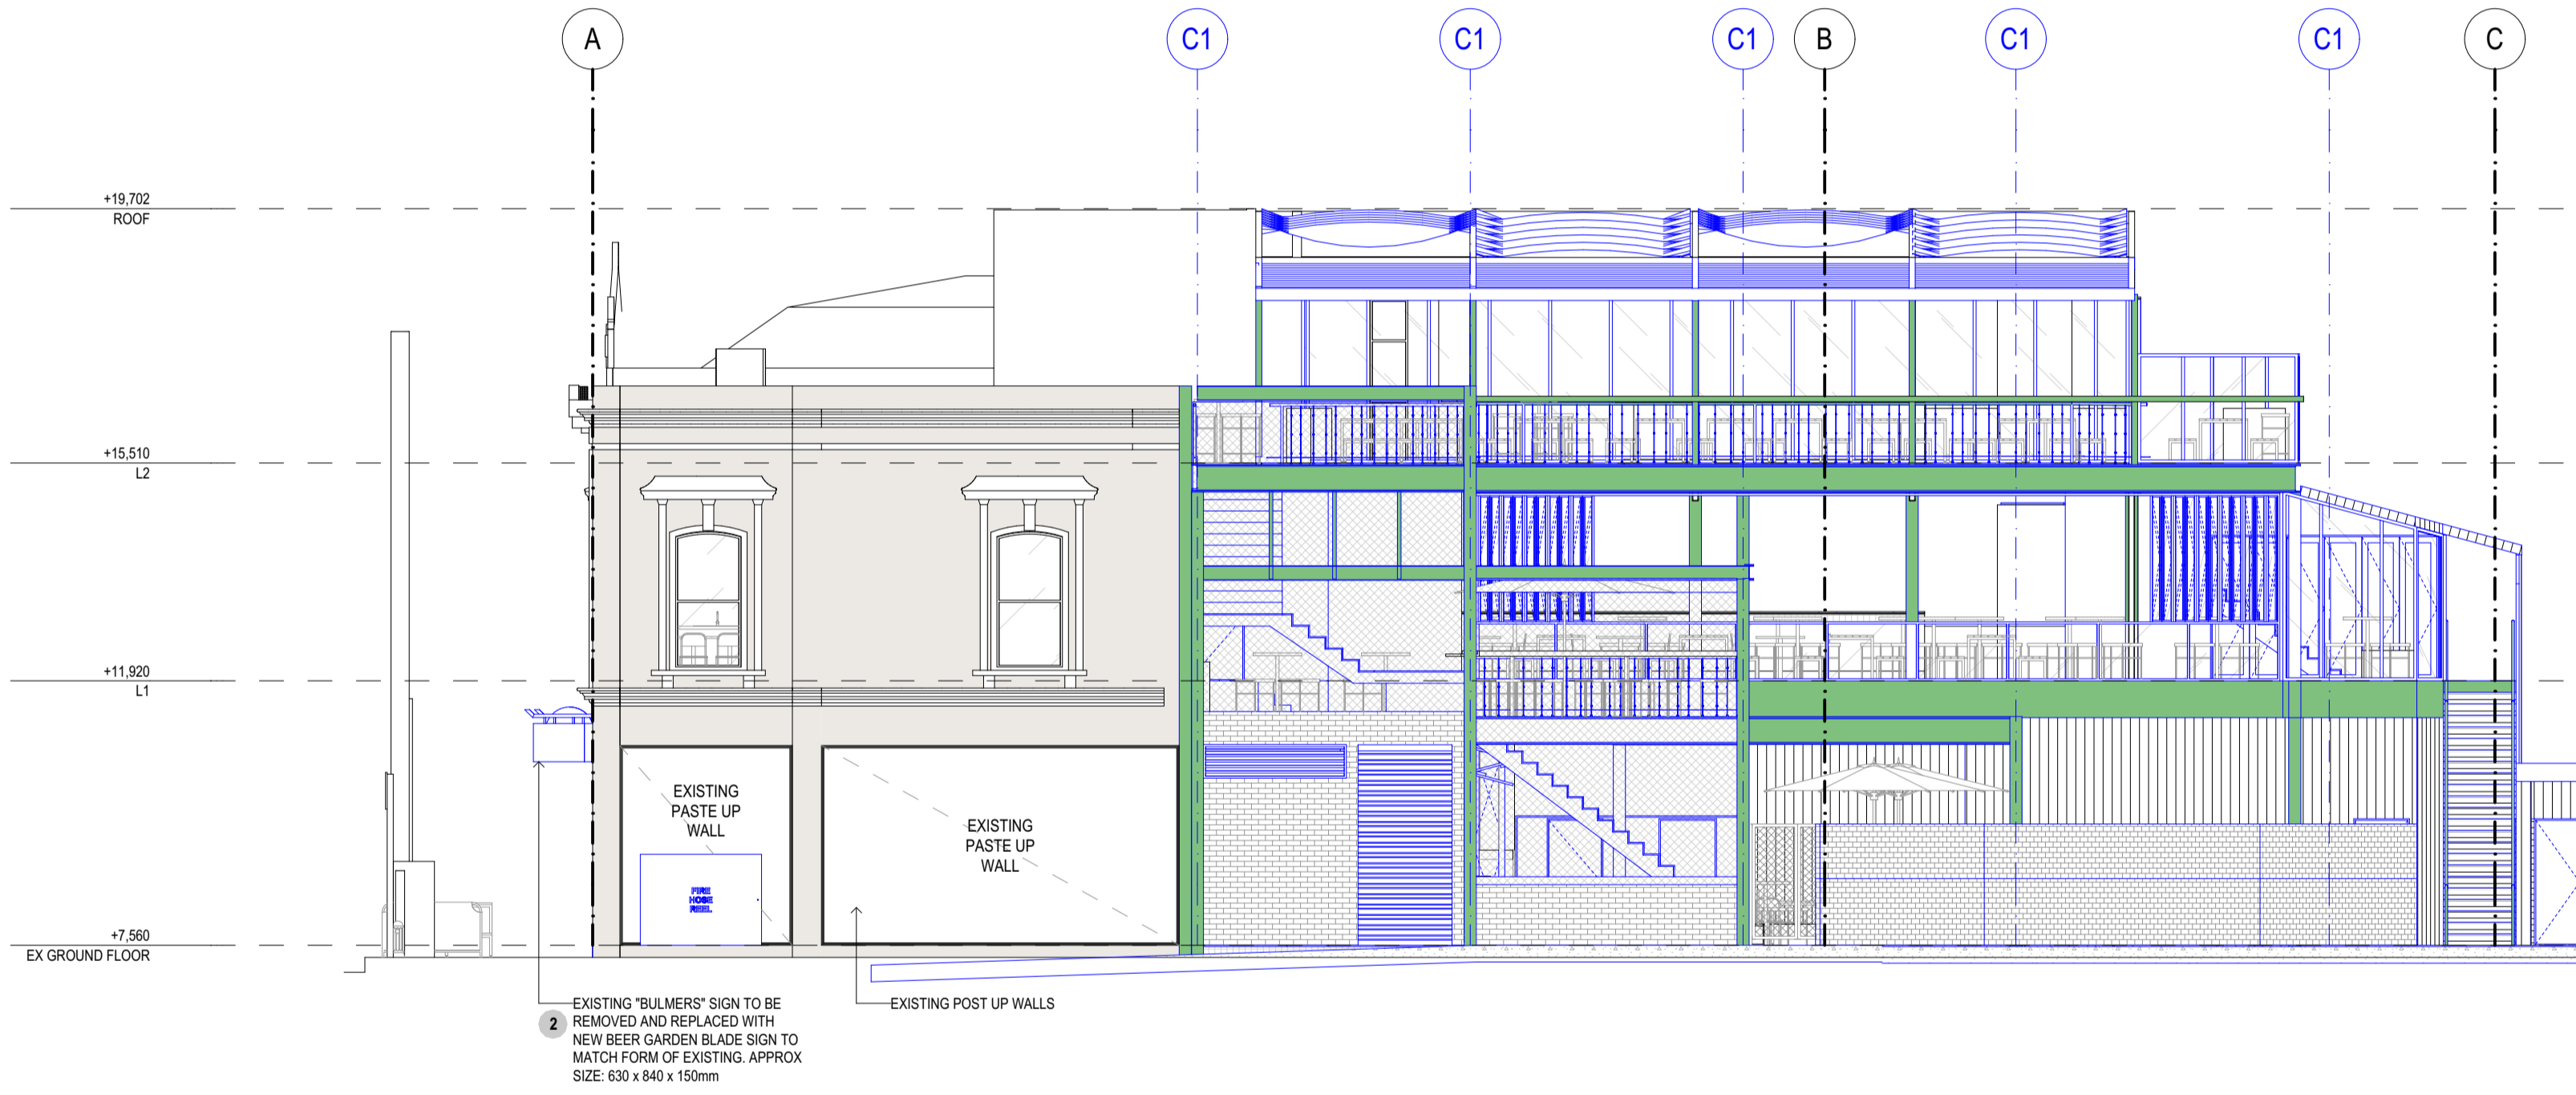 A
C1
C1
C1
B
C1
C1
C
+19,702
ROOF
+15,510
L2
+11,920
L1
+7,560
EX GROUND FLOOR
EXISTING
PASTE UP
WALL
EXISTING
PASTE UP
WALL
FIRE
HOSE
REEL
EXISTING "BULMERS" SIGN TO BE
2 REMOVED AND REPLACED WITH
NEW BEER GARDEN BLADE SIGN TO
MATCH FORM OF EXISTING. APPROX
SIZE: 630 x 840 x 150mm
EXISTING POST UP WALLS